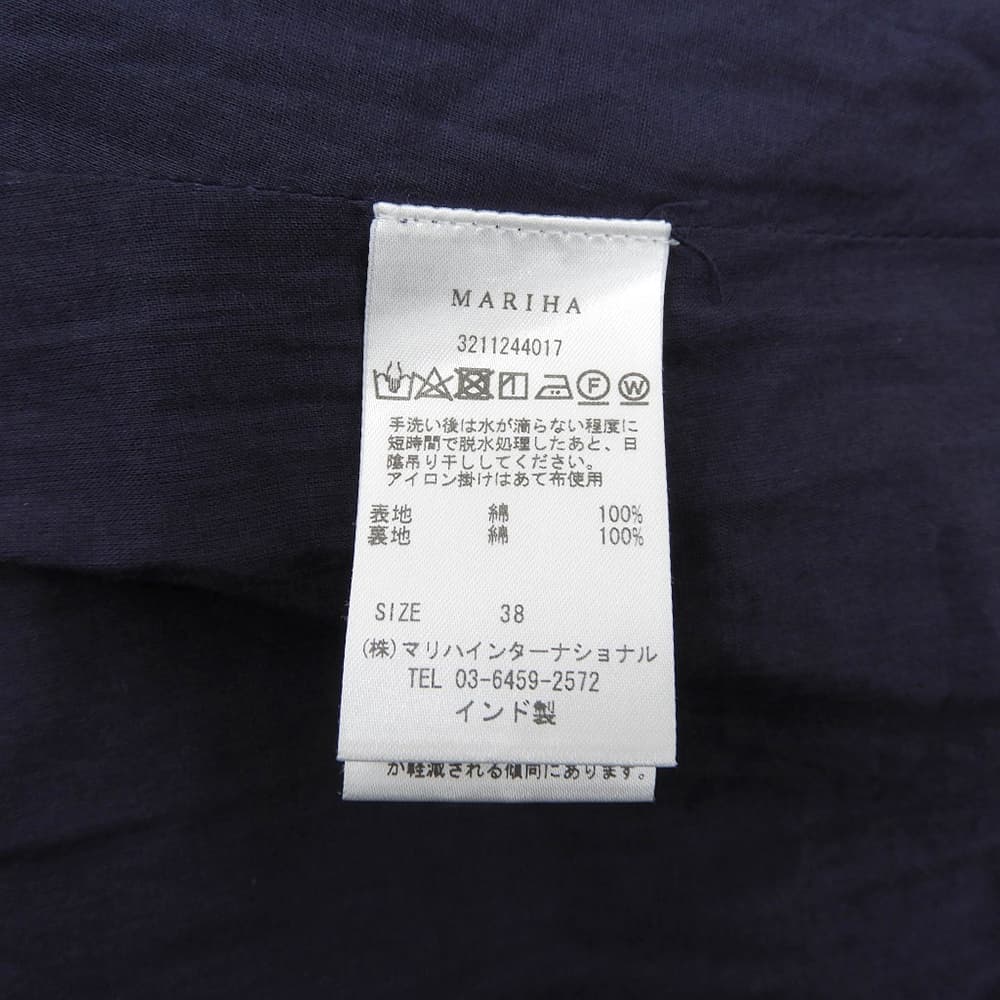 MARIHA
3211244017
F W
手洗い後は水が滴らない程度に
短時間で脱水処理したあと、日
陰吊り干ししてください。
アイロン掛けはあて布使用
表地 綿 100%
裏地 綿 100%
SIZE 38
(株)マリハインターナショナル
TEL 03-6459-2572
インド製
が軽減される傾向にあります。